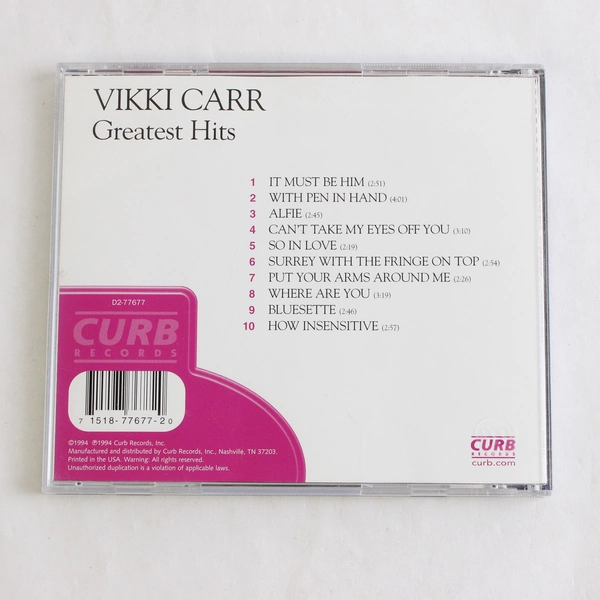 VIKKI CARR
Greatest Hits
1 IT MUST BE HIM (2:51)
2 WITH PEN IN HAND (4:01)
3 ALFIE (2:45)
4 CAN'T TAKE MY EYES OFF YOU (3:10)
5 SO IN LOVE (2:19)
6 SURREY WITH THE FRINGE ON TOP (2:54)
7 PUT YOUR ARMS AROUND ME (2:26)
8 WHERE ARE YOU (3:19)
9 BLUESETTE (2:46)
10 HOW INSENSITIVE (2:57)
D2-77677
CURB
RECORDS
7 15187-77677-2 0
©1994 ℗1994 Curb Records, Inc.
Manufactured and distributed by Curb Records, Inc., Nashville, TN 37203.
Printed in the USA. Warning: All rights reserved.
Unauthorized duplication is a violation of applicable laws.
CURB
RECORDS
curb.com